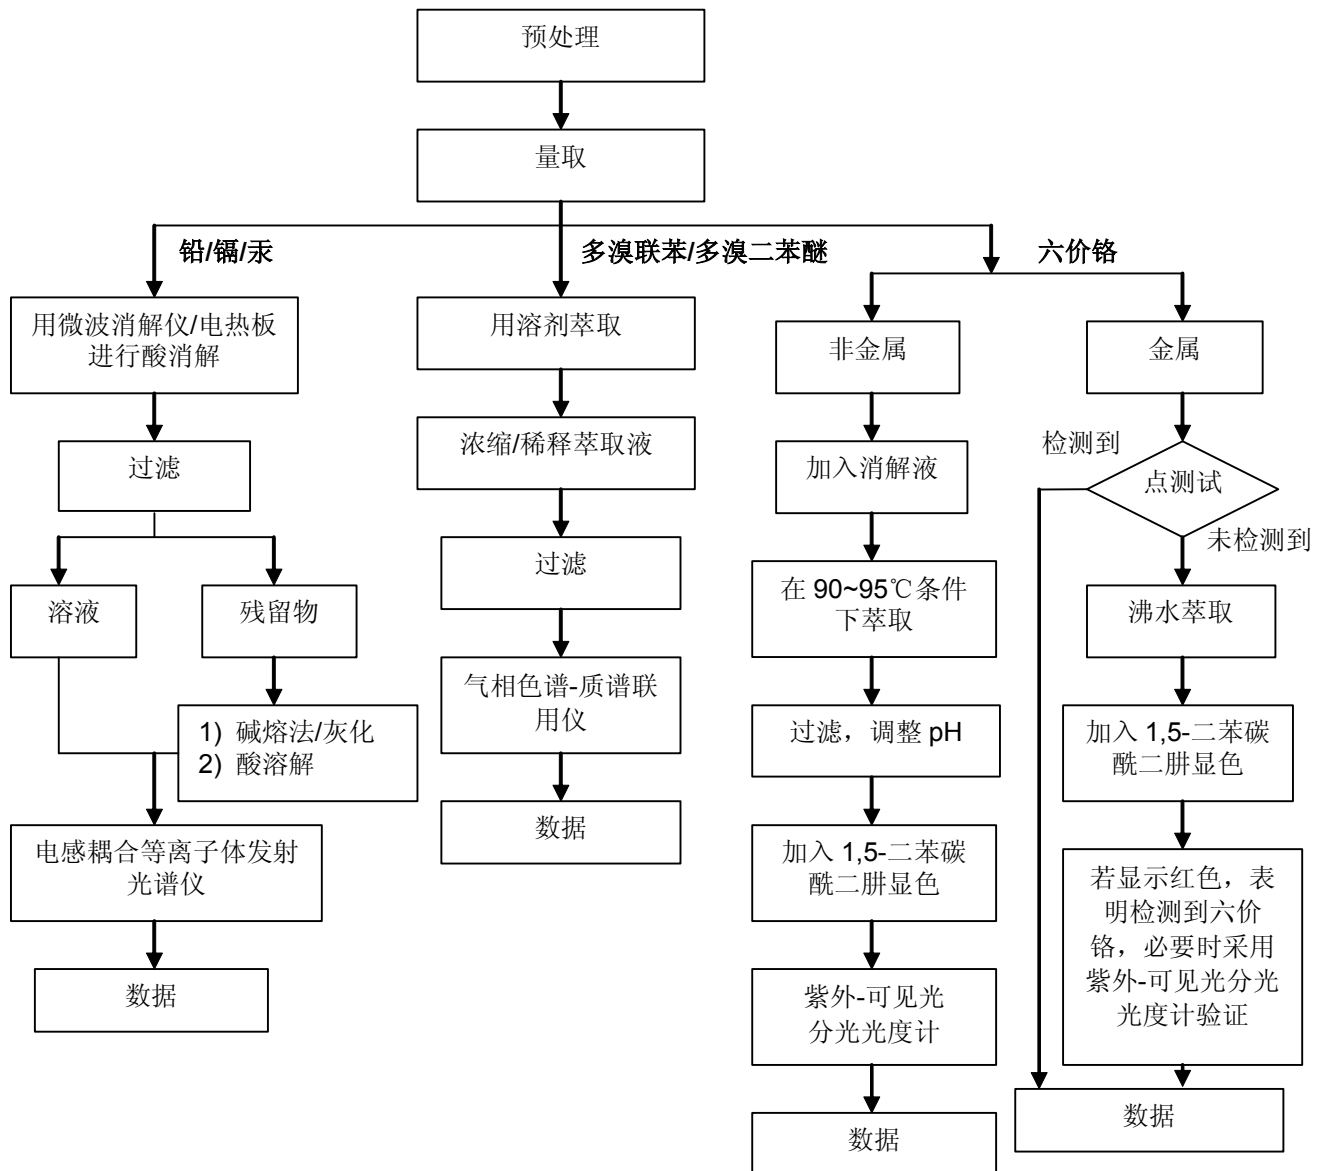 预处理
量取
铅/镉/汞
多溴联苯/多溴二苯醚
六价铬
用微波消解仪/电热板
进行酸消解
过滤
溶液
残留物
1) 碱熔法/灰化
2) 酸溶解
电感耦合等离子体发射
光谱仪
数据
用溶剂萃取
浓缩/稀释萃取液
过滤
气相色谱-质谱联
用仪
数据
非金属
加入消解液
在 90~95℃条件
下萃取
过滤，调整 pH
加入 1,5-二苯碳
酰二肼显色
紫外-可见光
分光光度计
数据
金属
检测到
点测试
未检测到
沸水萃取
加入 1,5-二苯碳
酰二肼显色
若显示红色，表
明检测到六价
铬，必要时采用
紫外-可见光分光
光度计验证
数据